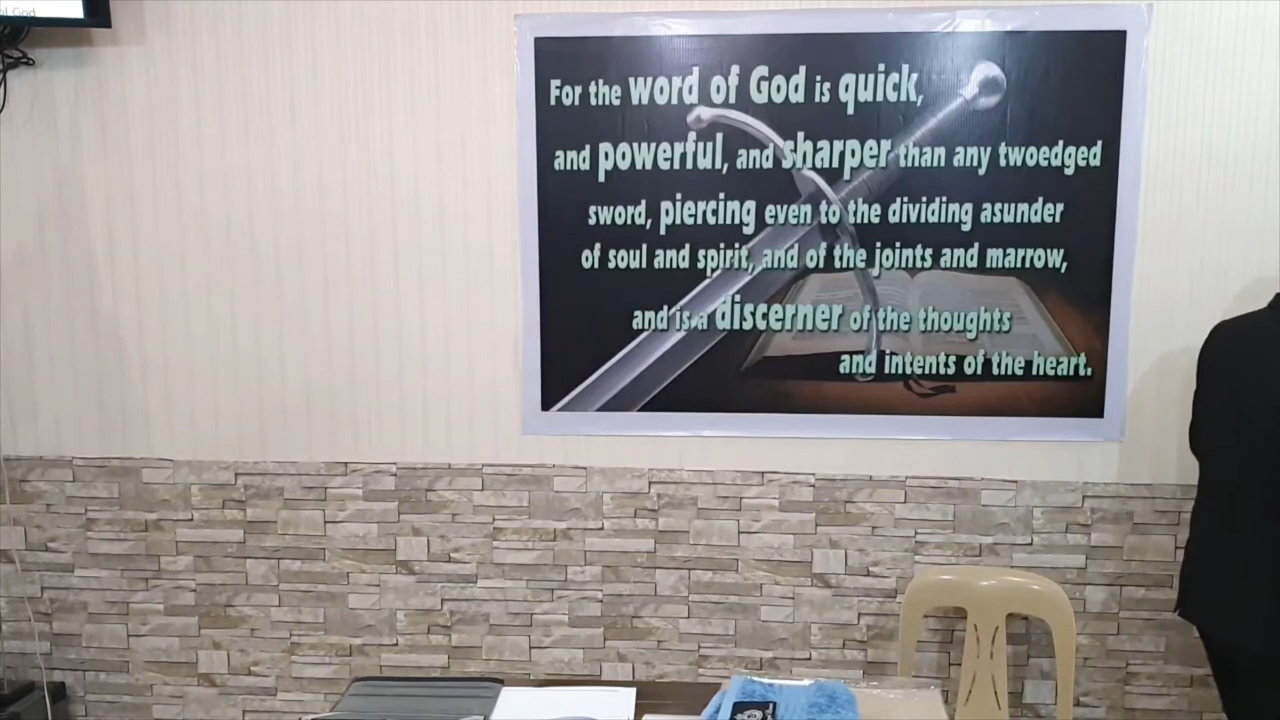 God
For the word of God is quick,
and powerful, and sharper than any twoedged
sword, piercing even to the dividing asunder
of soul and spirit, and of the joints and marrow,
and is a discerner of the thoughts
and intents of the heart.